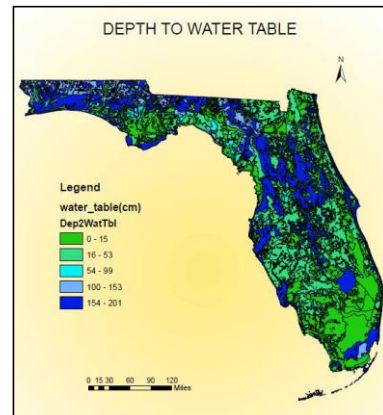 DEPTH TO WATER TABLE
N
Legend
water_table(cm)
Dep2WatTbl
0 - 15
16 - 53
54 - 99
100 - 153
154 - 201
0 15 30 60 90 120
Miles